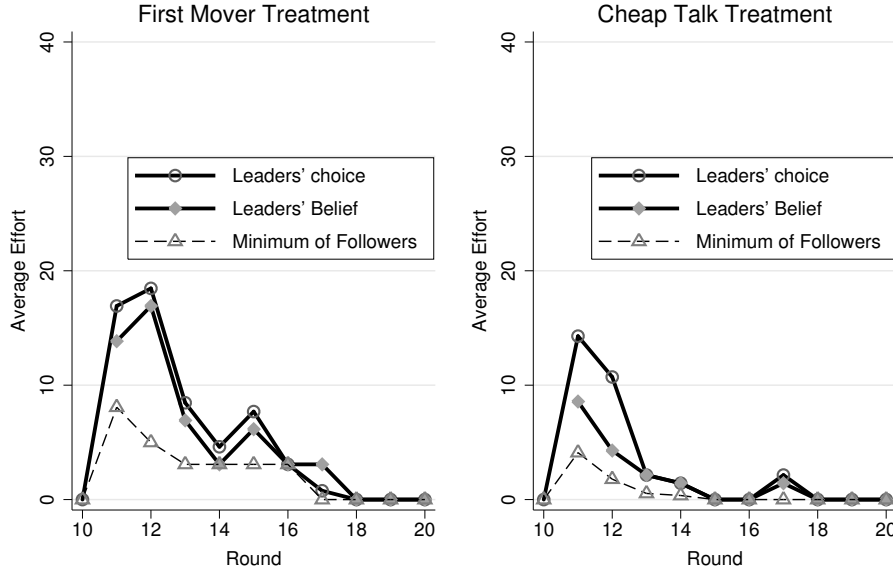 First Mover Treatment
40
30
20
10
0
Average Effort
Leaders' choice
Leaders' Belief
Minimum of Followers
10 12 14 16 18 20
Round
Cheap Talk Treatment
40
30
20
10
0
Average Effort
Leaders' choice
Leaders' Belief
Minimum of Followers
10 12 14 16 18 20
Round